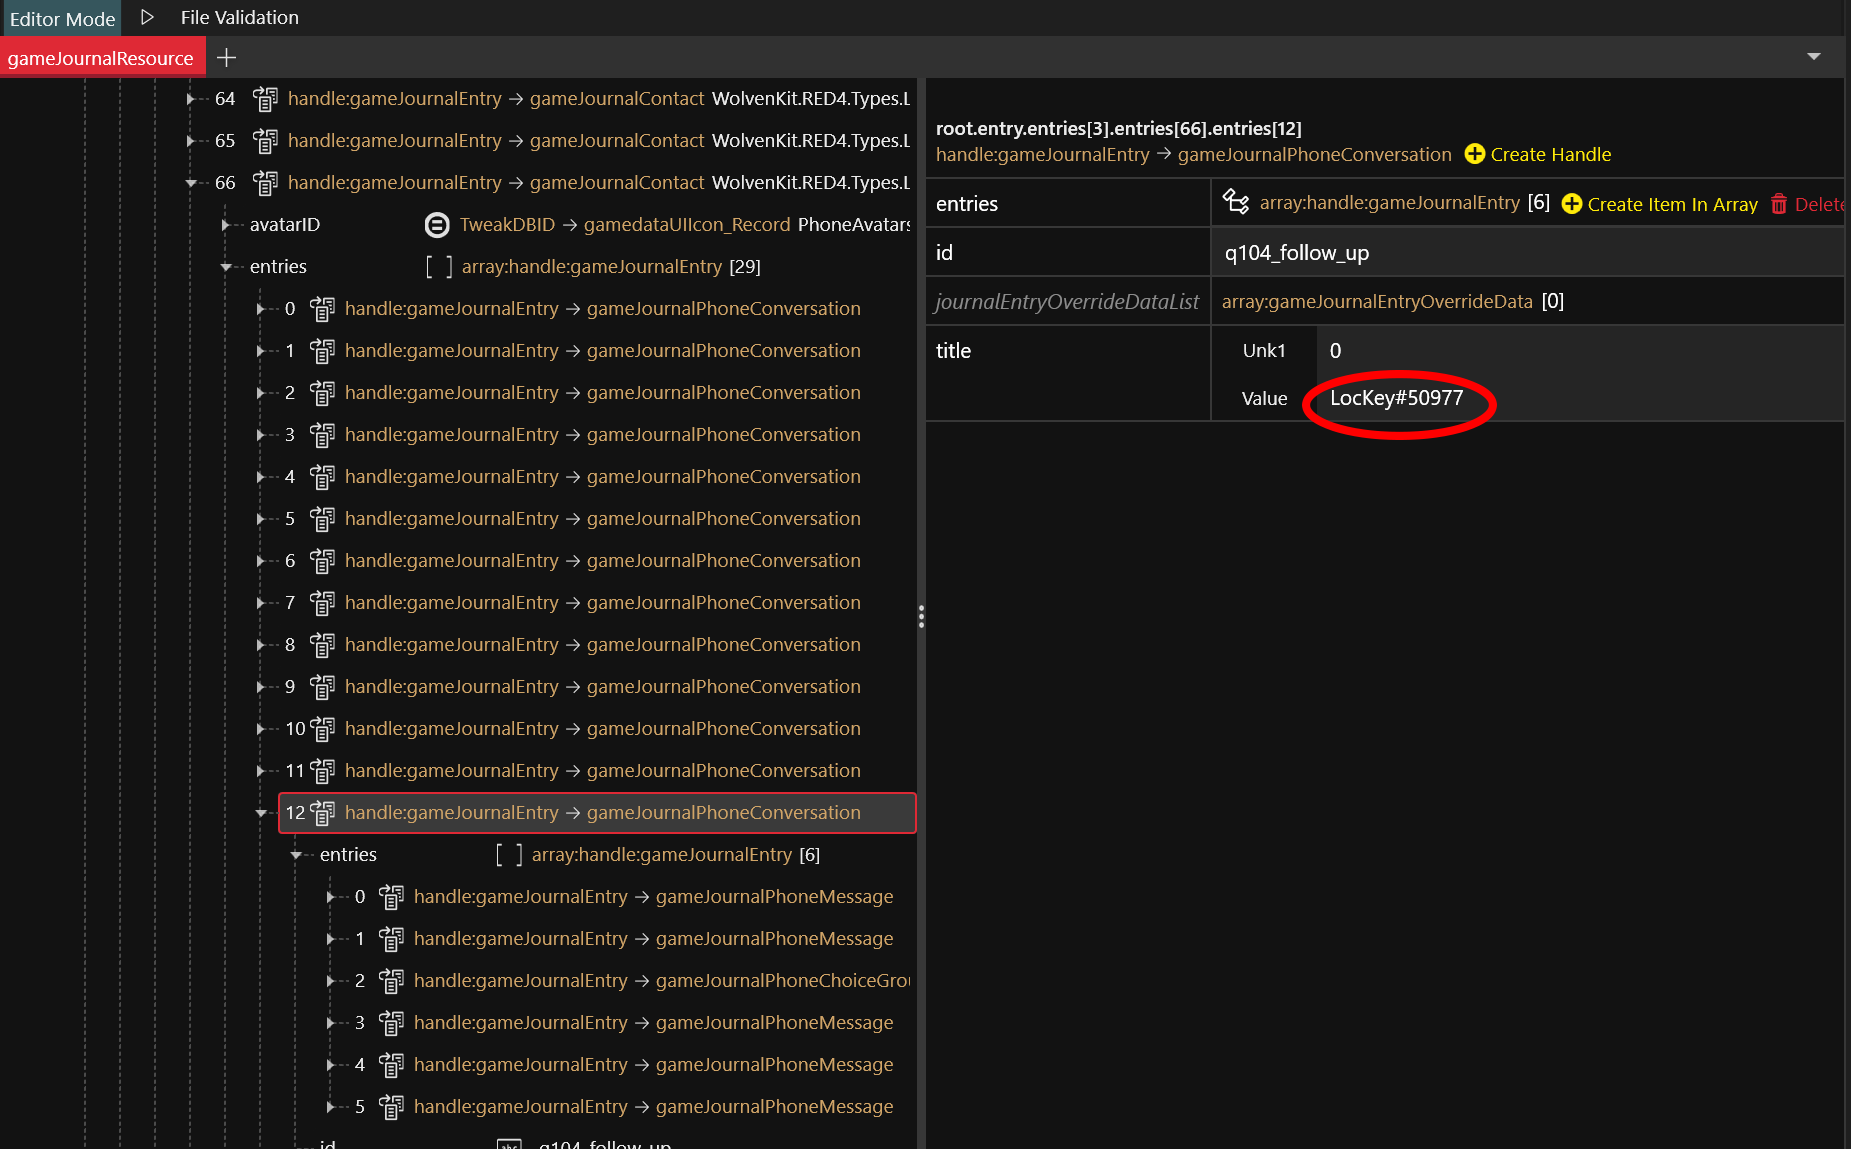 Editor Mode File Validation
gameJournalResource
64 handle:gameJournalEntry → gameJournalContact WolvenKit.RED4.Types.L
65 handle:gameJournalEntry → gameJournalContact WolvenKit.RED4.Types.L
66 handle:gameJournalEntry → gameJournalContact WolvenKit.RED4.Types.L
avatarID TweakDBID → gamedataUIIcon_Record PhoneAvatars
entries [ ] array:handle:gameJournalEntry [29]
0 handle:gameJournalEntry → gameJournalPhoneConversation
1 handle:gameJournalEntry → gameJournalPhoneConversation
2 handle:gameJournalEntry → gameJournalPhoneConversation
3 handle:gameJournalEntry → gameJournalPhoneConversation
4 handle:gameJournalEntry → gameJournalPhoneConversation
5 handle:gameJournalEntry → gameJournalPhoneConversation
6 handle:gameJournalEntry → gameJournalPhoneConversation
7 handle:gameJournalEntry → gameJournalPhoneConversation
8 handle:gameJournalEntry → gameJournalPhoneConversation
9 handle:gameJournalEntry → gameJournalPhoneConversation
10 handle:gameJournalEntry → gameJournalPhoneConversation
11 handle:gameJournalEntry → gameJournalPhoneConversation
12 handle:gameJournalEntry → gameJournalPhoneConversation
entries [ ] array:handle:gameJournalEntry [6]
0 handle:gameJournalEntry → gameJournalPhoneMessage
1 handle:gameJournalEntry → gameJournalPhoneMessage
2 handle:gameJournalEntry → gameJournalPhoneChoiceGrou
3 handle:gameJournalEntry → gameJournalPhoneMessage
4 handle:gameJournalEntry → gameJournalPhoneMessage
5 handle:gameJournalEntry → gameJournalPhoneMessage
id abc q104_follow_up
root.entry.entries[3].entries[66].entries[12]
handle:gameJournalEntry → gameJournalPhoneConversation Create Handle
entries array:handle:gameJournalEntry [6] Create Item In Array Delete
id q104_follow_up
journalEntryOverrideDataList array:gameJournalEntryOverrideData [0]
title Unk1 0
Value LocKey#50977